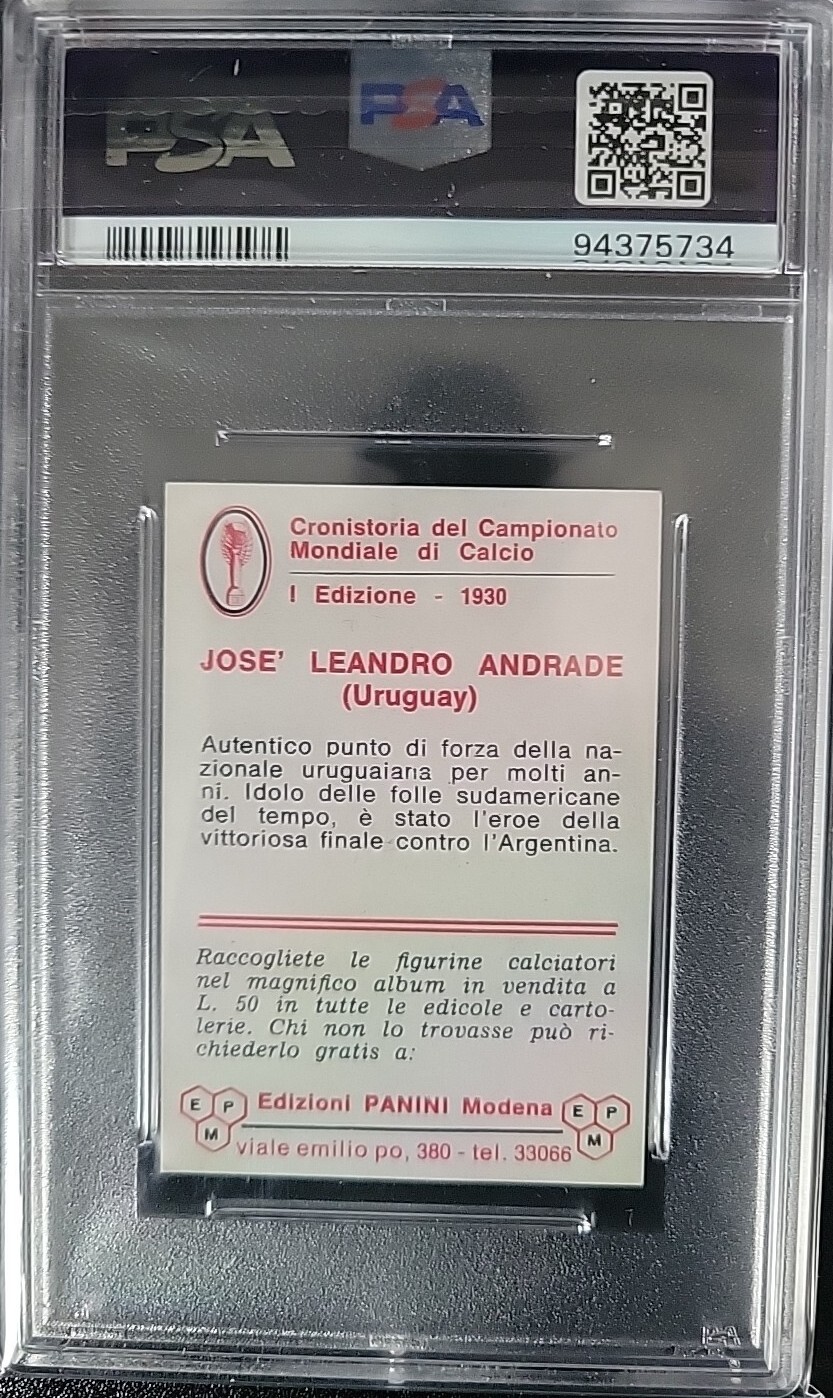 PSA
PSA
94375734
Cronistoria del Campionato
Mondiale di Calcio
I Edizione - 1930
JOSE' LEANDRO ANDRADE
(Uruguay)
Autentico punto di forza della na-
zionale uruguaiana per molti an-
ni. Idolo delle folle sudamericane
del tempo, è stato l'eroe della
vittoriosa finale contro l'Argentina.
Raccogliete le figurine calciatori
nel magnifico album in vendita a
L. 50 in tutte le edicole e carto-
lerie. Chi non lo trovasse può ri-
chiederlo gratis a:
E P M Edizioni PANINI Modena E P M
viale emilio po, 380 - tel. 33066